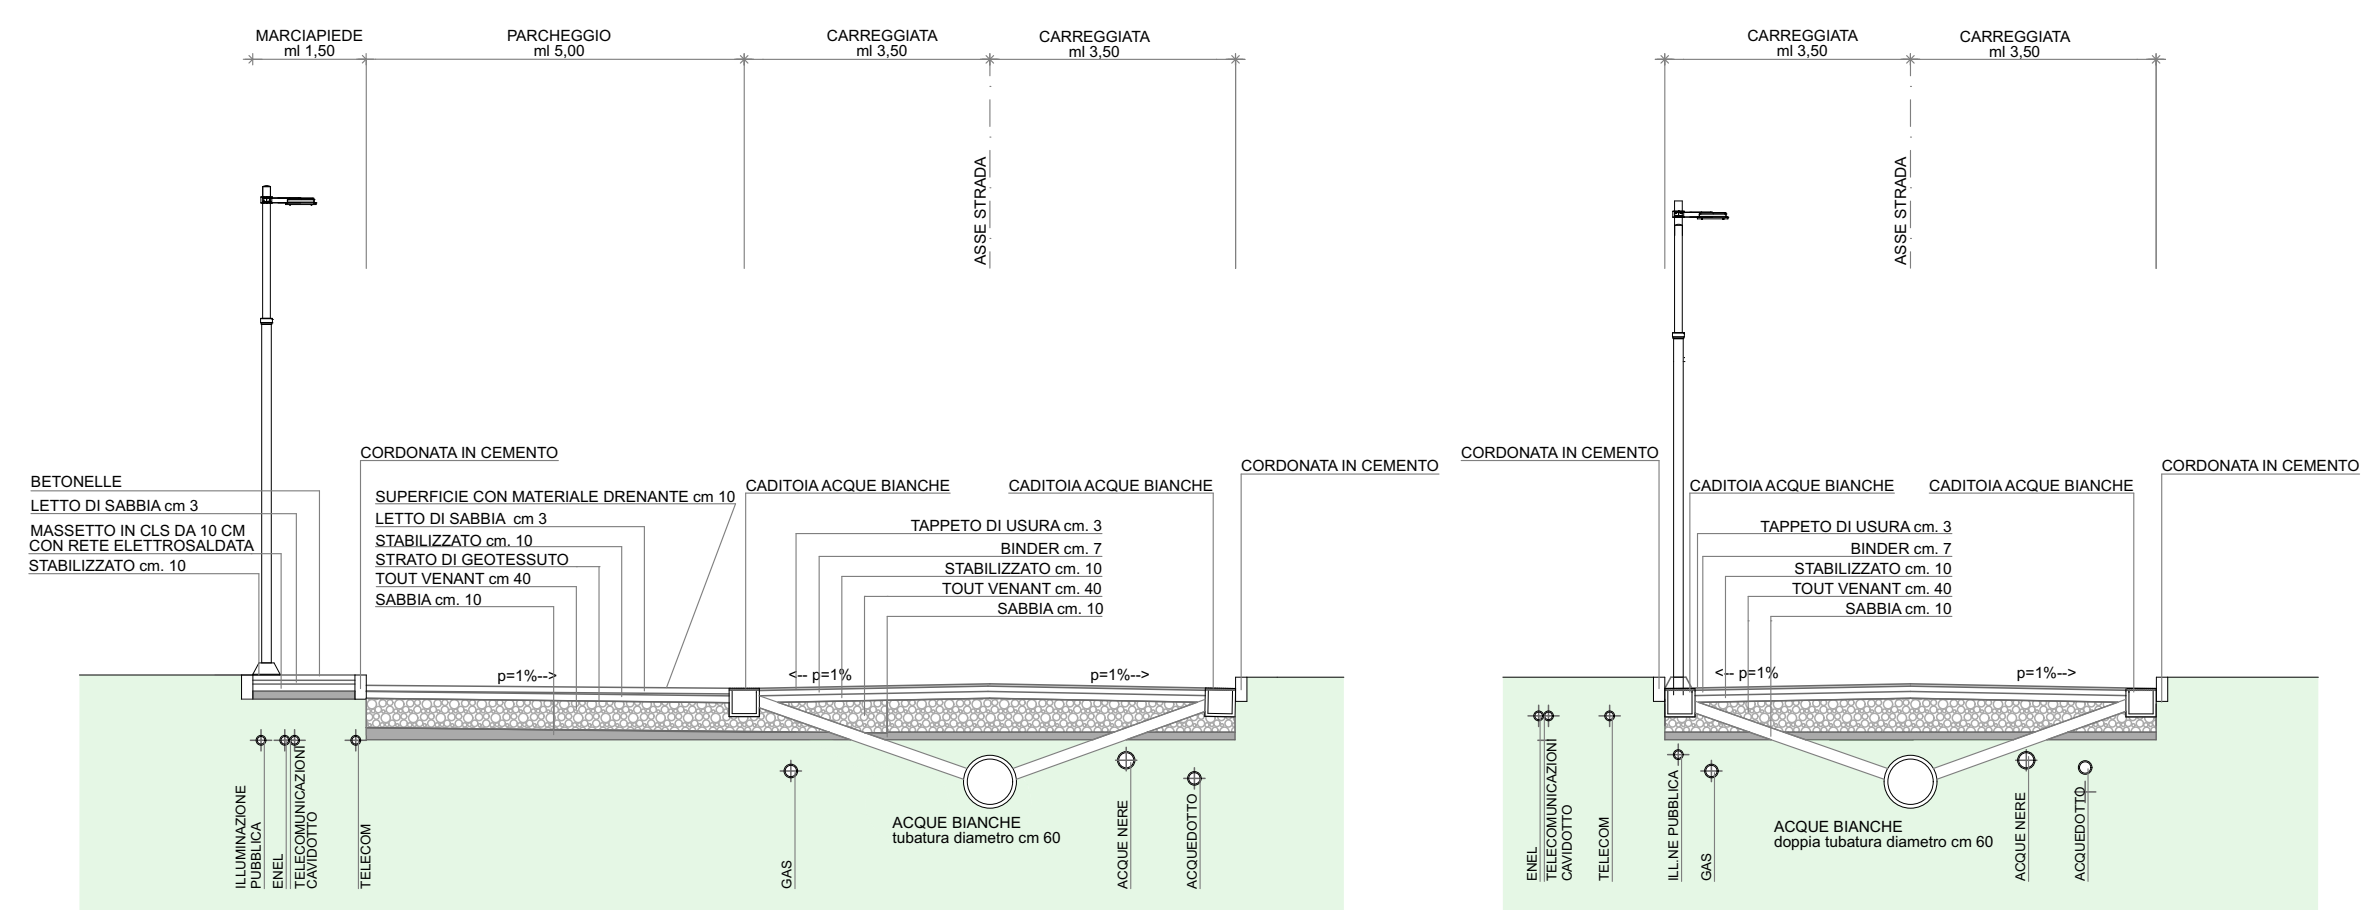 MARCIAPIEDE
ml 1,50
PARCHEGGIO
ml 5,00
CARREGGIATA
ml 3,50
CARREGGIATA
ml 3,50
ASSE STRADA
CORDONATA IN CEMENTO
BETONELLE
LETTO DI SABBIA cm 3
MASSETTO IN CLS DA 10 CM
CON RETE ELETTROSALDATA
STABILIZZATO cm. 10
SUPERFICIE CON MATERIALE DRENANTE cm 10
LETTO DI SABBIA cm 3
STABILIZZATO cm. 10
STRATO DI GEOTESSUTO
TOUT VENANT cm 40
SABBIA cm. 10
CADITOIA ACQUE BIANCHE
CADITOIA ACQUE BIANCHE
CORDONATA IN CEMENTO
TAPPETO DI USURA cm. 3
BINDER cm. 7
STABILIZZATO cm. 10
TOUT VENANT cm. 40
SABBIA cm. 10
p=1%-->
<-- p=1%
p=1%-->
ILLUMINAZIONE
PUBBLICA
ENEL
TELECOMUNICAZIONI
CAVIDOTTO
TELECOM
GAS
ACQUE BIANCHE
tubatura diametro cm 60
ACQUE NERE
ACQUEDOTTO
CARREGGIATA
ml 3,50
CARREGGIATA
ml 3,50
ASSE STRADA
CORDONATA IN CEMENTO
CORDONATA IN CEMENTO
CADITOIA ACQUE BIANCHE
CADITOIA ACQUE BIANCHE
TAPPETO DI USURA cm. 3
BINDER cm. 7
STABILIZZATO cm. 10
TOUT VENANT cm. 40
SABBIA cm. 10
<-- p=1%
p=1%-->
ENEL
TELECOMUNICAZIONI
CAVIDOTTO
TELECOM
ILL.NE PUBBLICA
GAS
ACQUE BIANCHE
doppia tubatura diametro cm 60
ACQUE NERE
ACQUEDOTTO